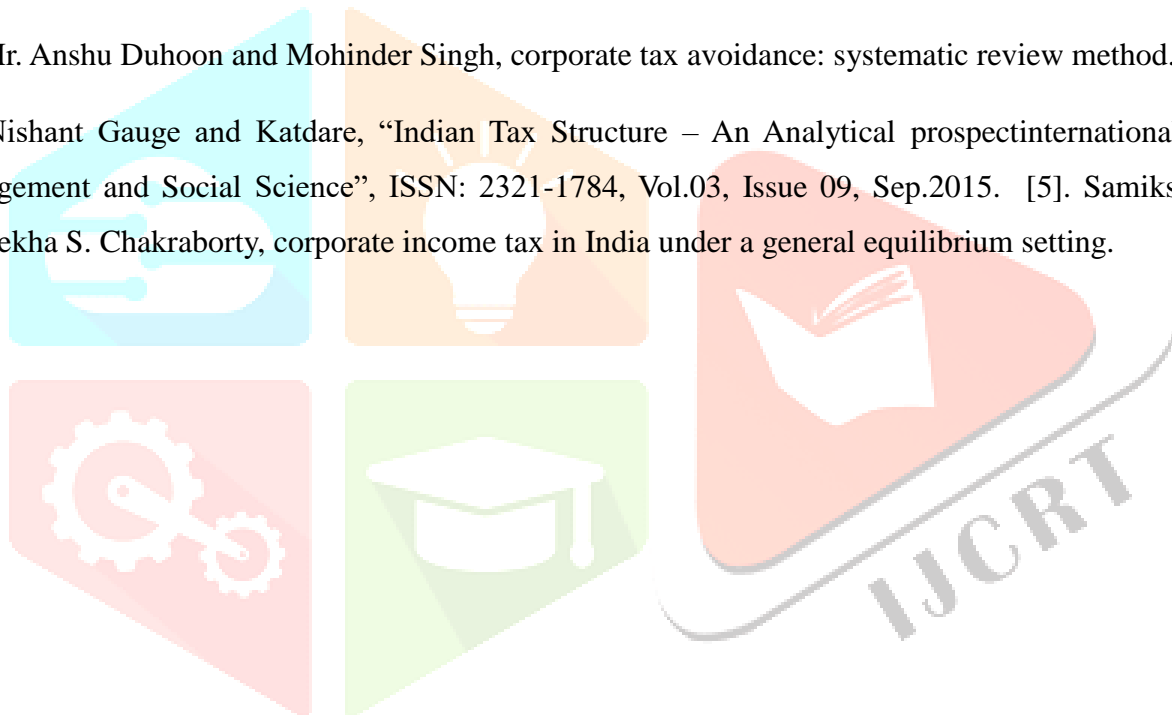 Ir. Anshu Duhoon and Mohinder Singh, corporate tax avoidance: systematic review method.
Nishant Gauge and Katdare, “Indian Tax Structure – An Analytical prospectinternationa
gement and Social Science”, ISSN: 2321-1784, Vol.03, Issue 09, Sep.2015. [5]. Samiks
ekha S. Chakraborty, corporate income tax in India under a general equilibrium setting.
IJCRT